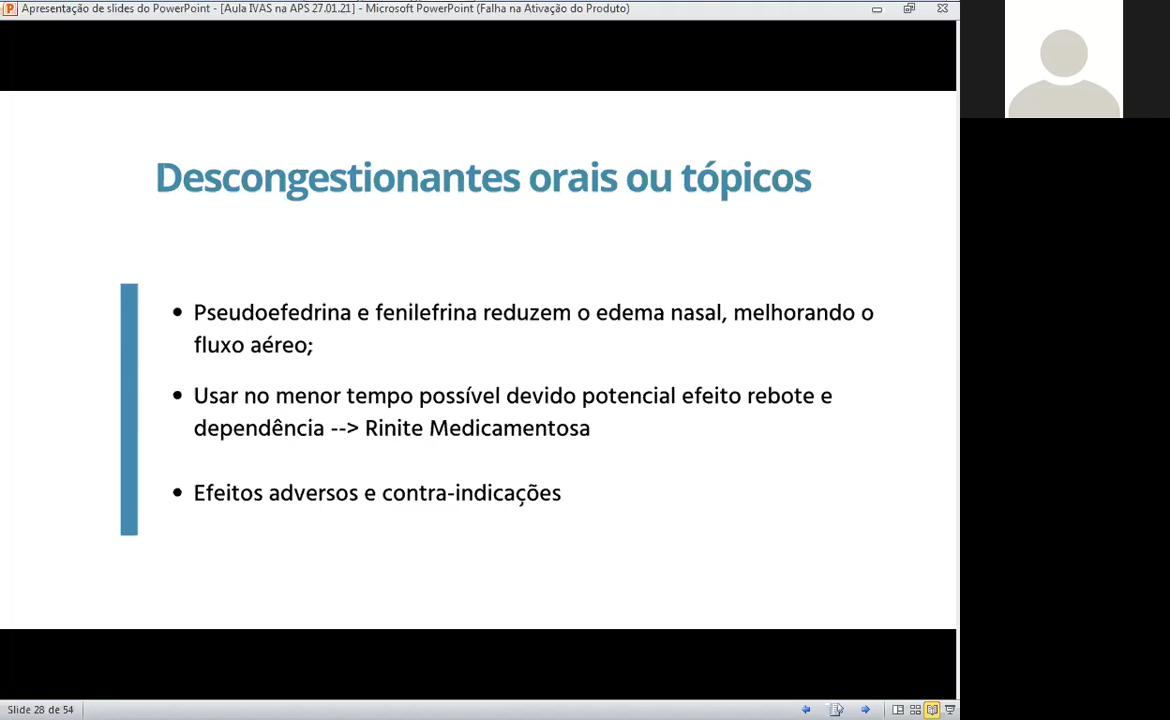 Apresentação de slides do PowerPoint - [Aula IVAS na APS 27.01.21] - Microsoft PowerPoint (Falha na Ativação do Produto)
Descongestionantes orais ou tópicos
• Pseudoefedrina e fenilefrina reduzem o edema nasal, melhorando o
fluxo aéreo;
• Usar no menor tempo possível devido potencial efeito rebote e
dependência --> Rinite Medicamentosa
• Efeitos adversos e contra-indicações
Slide 28 de 54